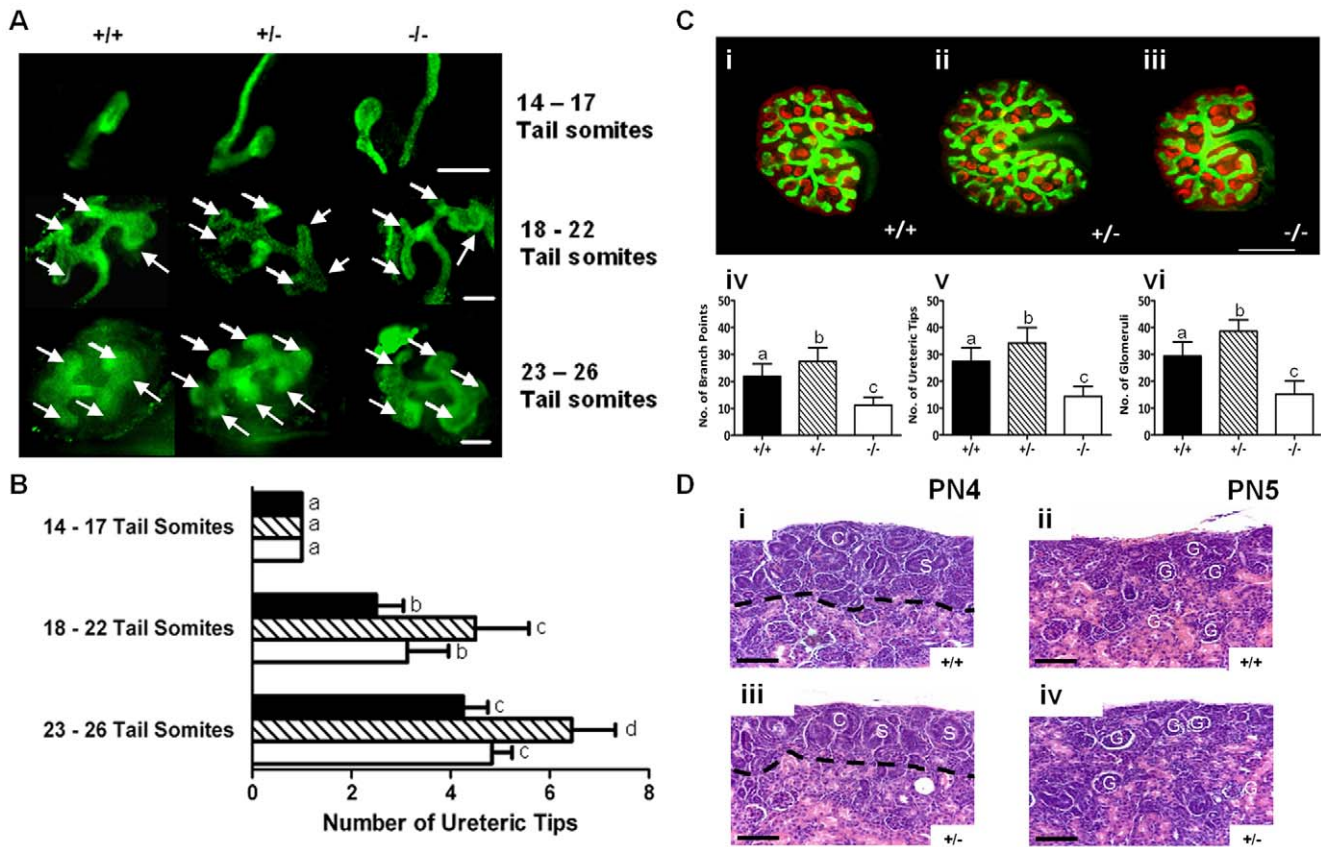 A
+/+ +/- -/-
14 – 17
Tail somites
18 - 22
Tail somites
23 – 26
Tail somites
B
14 - 17 Tail Somites
a
a
a
18 - 22 Tail Somites
b
c
b
23 - 26 Tail Somites
c
d
c
0 2 4 6 8
Number of Ureteric Tips
C
i ii iii
+/+ +/- -/-
iv
No. of Branch Points
50
40
30
20
10
0
a b c
+/+ +/- -/-
v
No. of Ureteric Tips
50
40
30
20
10
0
a b c
+/+ +/- -/-
vi
No. of Glomeruli
50
40
30
20
10
0
a b c
+/+ +/- -/-
D
PN4 PN5
i
C
S
+/+
ii
G
G G
G G
+/+
iii
C S S
+/-
iv
G G G
G G
+/-